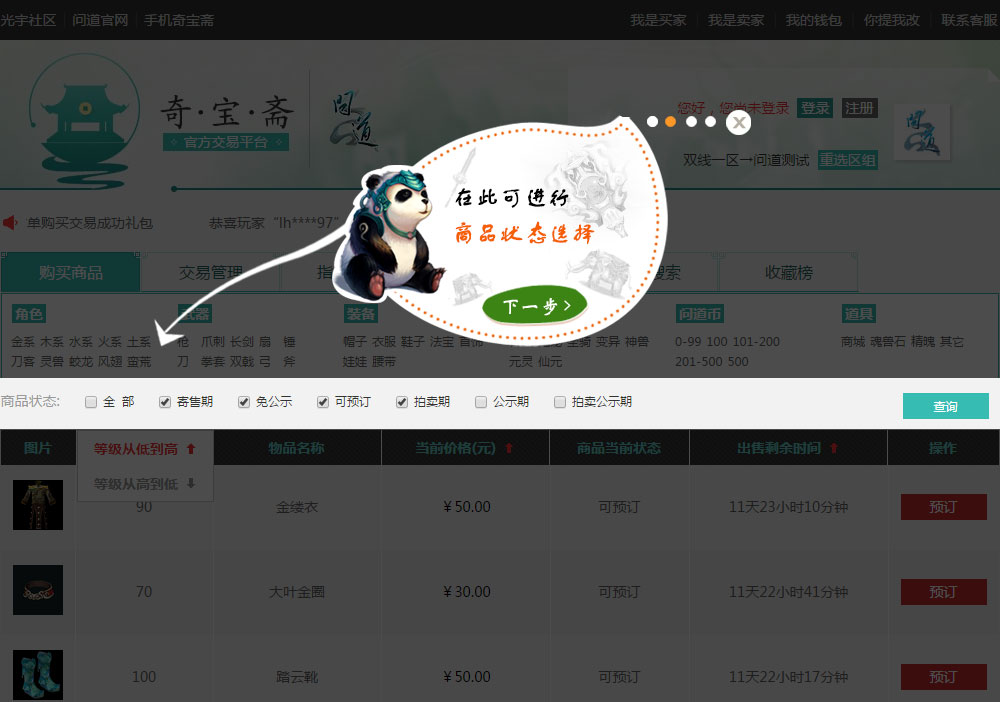 光宇社区 问道官网 手机奇宝斋 我是买家 我是卖家 我的钱包 你提我改 联系客服
奇·宝·斋
官方交易平台
问道
您好，您尚未登录 登录 注册
双线一区→问道测试 重选区组
问道
单购买交易成功礼包 恭喜玩家 “lh****97”
在此可进行
商品状态选择
下一步>
购买商品 交易管理 指 搜索 收藏榜
角色 武器 装备 问道币 道具
金系 木系 水系 火系 土系 枪 爪刺 长剑 扇 锤 帽子 衣服 鞋子 法宝 首饰 坐骑 变异 神兽 0-99 100 101-200 商城 魂兽石 精魄 其它
刀客 灵兽 蛟龙 风翅 蛮荒 刀 拳套 双戟 弓 斧 娃娃 腰带 元灵 仙元 201-500 500
商品状态: 全 部 寄售期 免公示 可预订 拍卖期 公示期 拍卖公示期 查询
图片 等级从低到高 物品名称 当前价格(元) 商品当前状态 出售剩余时间 操作
等级从高到低
90 金缕衣 ¥ 50.00 可预订 11天23小时10分钟 预订
70 大叶金圈 ¥ 30.00 可预订 11天22小时41分钟 预订
100 踏云靴 ¥ 50.00 可预订 11天22小时17分钟 预订